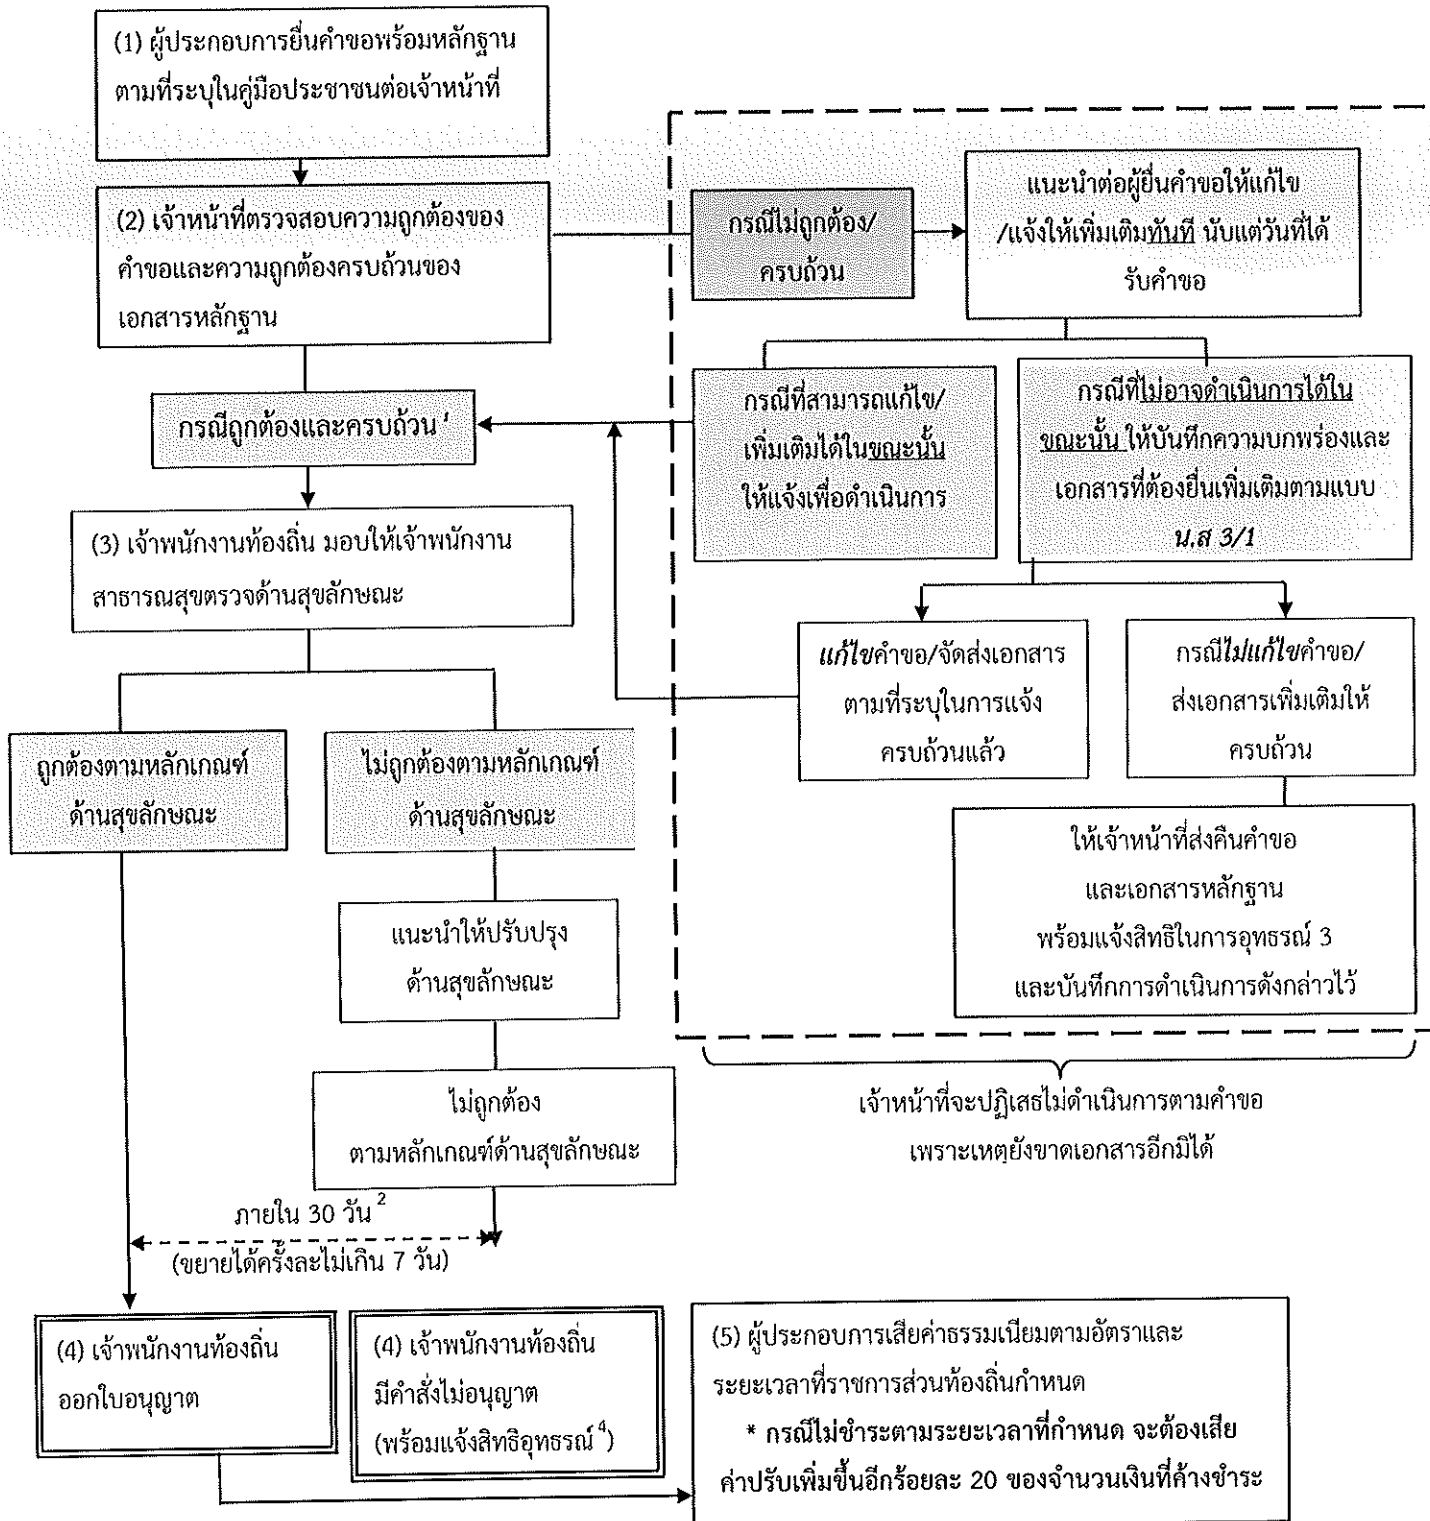 (1) ผู้ประกอบการยื่นคำขอพร้อมหลักฐาน
ตามที่ระบุในคู่มือประชาชนต่อเจ้าหน้าที่
(2) เจ้าหน้าที่ตรวจสอบความถูกต้องของ
คำขอและความถูกต้องครบถ้วนของ
เอกสารหลักฐาน
กรณีไม่ถูกต้อง/
ครบถ้วน
แนะนำต่อผู้ยื่นคำขอให้แก้ไข
/แจ้งให้เพิ่มเติมทันที นับแต่วันที่ได้
รับคำขอ
กรณีถูกต้องและครบถ้วน 1
กรณีที่สามารถแก้ไข/
เพิ่มเติมได้ในขณะนั้น
ให้แจ้งเพื่อดำเนินการ
กรณีที่ไม่อาจดำเนินการได้ใน
ขณะนั้น ให้บันทึกความบกพร่องและ
เอกสารที่ต้องยื่นเพิ่มเติมตามแบบ
น.ส 3/1
(3) เจ้าพนักงานท้องถิ่น มอบให้เจ้าพนักงาน
สาธารณสุขตรวจด้านสุขลักษณะ
แก้ไขคำขอ/จัดส่งเอกสาร
ตามที่ระบุในการแจ้ง
ครบถ้วนแล้ว
กรณีไม่แก้ไขคำขอ/
ส่งเอกสารเพิ่มเติมให้
ครบถ้วน
ถูกต้องตามหลักเกณฑ์
ด้านสุขลักษณะ
ไม่ถูกต้องตามหลักเกณฑ์
ด้านสุขลักษณะ
ให้เจ้าหน้าที่ส่งคืนคำขอ
และเอกสารหลักฐาน
พร้อมแจ้งสิทธิในการอุทธรณ์ 3
และบันทึกการดำเนินการดังกล่าวไว้
แนะนำให้ปรับปรุง
ด้านสุขลักษณะ
ไม่ถูกต้อง
ตามหลักเกณฑ์ด้านสุขลักษณะ
เจ้าหน้าที่จะปฏิเสธไม่ดำเนินการตามคำขอ
เพราะเหตุยังขาดเอกสารอีกมิได้
ภายใน 30 วัน 2
(ขยายได้ครั้งละไม่เกิน 7 วัน)
(4) เจ้าพนักงานท้องถิ่น
ออกใบอนุญาต
(4) เจ้าพนักงานท้องถิ่น
มีคำสั่งไม่อนุญาต
(พร้อมแจ้งสิทธิอุทธรณ์ 4)
(5) ผู้ประกอบการเสียค่าธรรมเนียมตามอัตราและ
ระยะเวลาที่ราชการส่วนท้องถิ่นกำหนด
* กรณีไม่ชำระตามระยะเวลาที่กำหนด จะต้องเสีย
ค่าปรับเพิ่มขึ้นอีกร้อยละ 20 ของจำนวนเงินที่ค้างชำระ